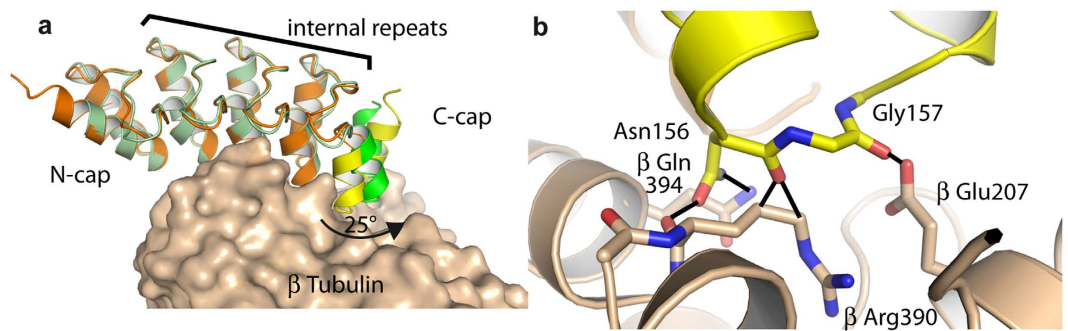 a
internal repeats
C-cap
N-cap
25°
β Tubulin
b
Asn156
Gly157
β Gln
394
β Glu207
β Arg390